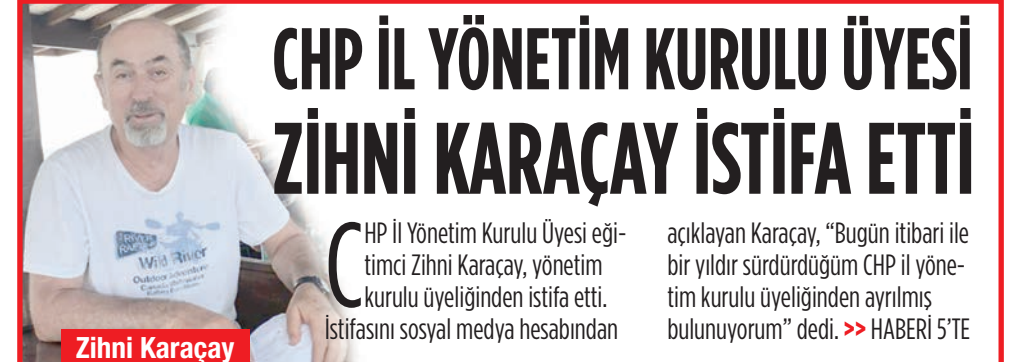 CHP İL YÖNETİM KURULU ÜYESİ
ZİHNİ KARAÇAY İSTİFA ETTİ
CHP İl Yönetim Kurulu Üyesi eği-
timci Zihni Karaçay, yönetim
kurulu üyeliğinden istifa etti.
İstifasını sosyal medya hesabından
açıklayan Karaçay, “Bugün itibari ile
bir yıldır sürdürdüğüm CHP il yöne-
tim kurulu üyeliğinden ayrılmış
bulunuyorum” dedi. >> HABERİ 5’TE
Wild River
Outdoor Adventure
Zihni Karaçay